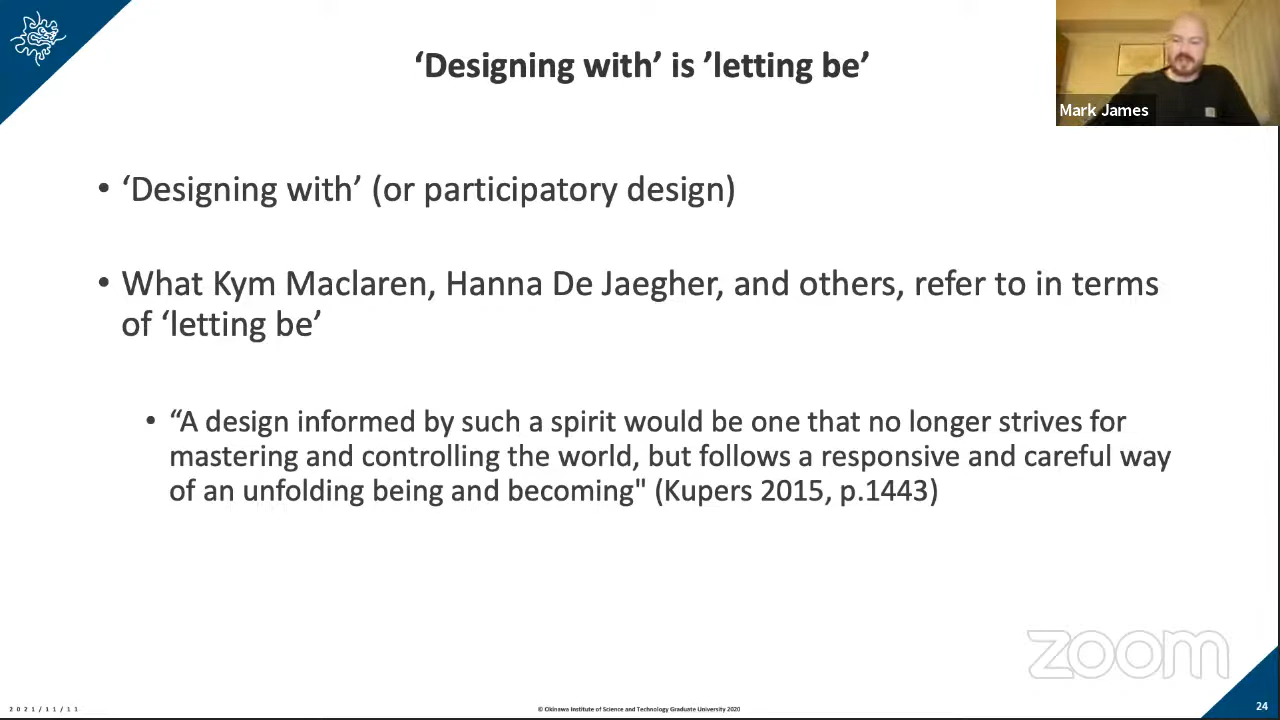 ‘Designing with’ is ’letting be’
Mark James
• ‘Designing with’ (or participatory design)
• What Kym Maclaren, Hanna De Jaegher, and others, refer to in terms
of ‘letting be’
• “A design informed by such a spirit would be one that no longer strives for
mastering and controlling the world, but follows a responsive and careful way
of an unfolding being and becoming" (Kupers 2015, p.1443)
zoom
2021/11/11
© Okinawa Institute of Science and Technology Graduate University 2020
24